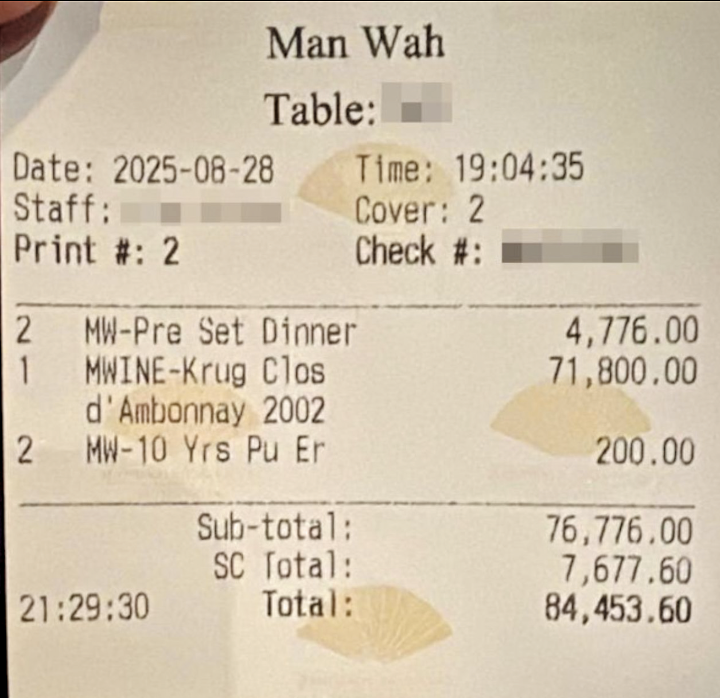 Man Wah
Table:
Date: 2025-08-28 Time: 19:04:35
Staff: Cover: 2
Print #: 2 Check #:
2 MW-Pre Set Dinner 4,776.00
1 MWINE-Krug Clos 71,800.00
d'Ambonnay 2002
2 MW-10 Yrs Pu Er 200.00
Sub-total: 76,776.00
SC Total: 7,677.60
21:29:30 Total: 84,453.60